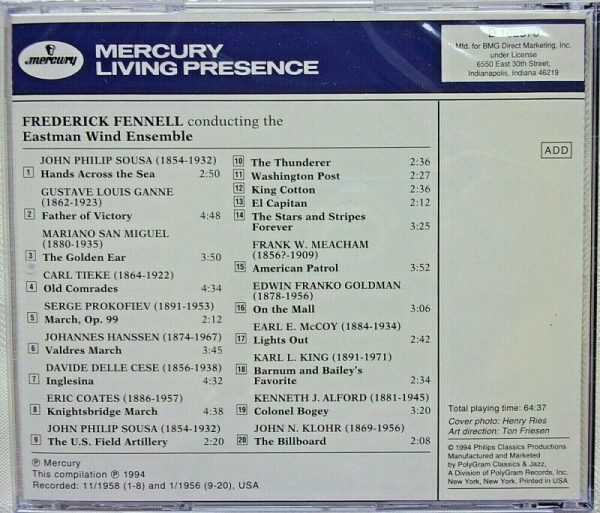 mercury
MERCURY
LIVING PRESENCE
Mfd. for BMG Direct Marketing, Inc.
under License
6550 East 30th Street,
Indianapolis, Indiana 46219
FREDERICK FENNELL conducting the
Eastman Wind Ensemble
JOHN PHILIP SOUSA (1854-1932)
1 Hands Across the Sea 2:50
GUSTAVE LOUIS GANNE
(1862-1923)
2 Father of Victory 4:48
MARIANO SAN MIGUEL
(1880-1935)
3 The Golden Ear 3:50
CARL TIEKE (1864-1922)
4 Old Comrades 4:34
SERGE PROKOFIEV (1891-1953)
5 March, Op. 99 2:12
JOHANNES HANSSEN (1874-1967)
6 Valdres March 3:45
DAVIDE DELLE CESE (1856-1938)
7 Inglesina 4:32
ERIC COATES (1886-1957)
8 Knightsbridge March 4:38
JOHN PHILIP SOUSA (1854-1932)
9 The U.S. Field Artillery 2:20
10 The Thunderer 2:36
11 Washington Post 2:27
12 King Cotton 2:36
13 El Capitan 2:12
14 The Stars and Stripes
Forever 3:25
FRANK W. MEACHAM
(1856?-1909)
15 American Patrol 3:52
EDWIN FRANKO GOLDMAN
(1878-1956)
16 On the Mall 3:06
EARL E. McCOY (1884-1934)
17 Lights Out 2:42
KARL L. KING (1891-1971)
18 Barnum and Bailey's
Favorite 2:34
KENNETH J. ALFORD (1881-1945)
19 Colonel Bogey 3:20
JOHN N. KLOHR (1869-1956)
20 The Billboard 2:08
ADD
Total playing time: 64:37
Cover photo: Henry Ries
Art direction: Ton Friesen
© 1994 Philips Classics Productions
Manufactured and Marketed
by PolyGram Classics & Jazz,
A Division of PolyGram Records, Inc.
New York, New York. Printed in USA
℗ Mercury
This compilation ℗ 1994
Recorded: 11/1958 (1-8) and 1/1956 (9-20), USA